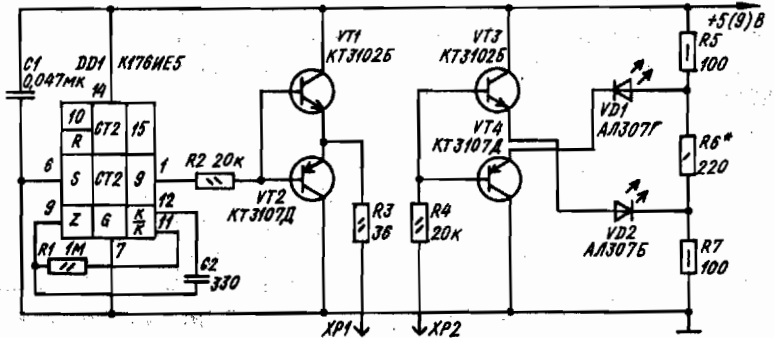 +5(9)В
C1
0,047мк
DD1 К176ИЕ5
14
10
R
CT2
15
6
S
CT2
9
1
9
Z
G
K
R
12
11
7
R1 1М
C2
330
R2 20к
VT1
КТ3102Б
VT2
КТ3107Д
R3
36
XP1
VT3
КТ3102Б
VT4
КТ3107Д
R4
20к
XP2
VD1
АЛ307Г
VD2
АЛ307Б
R5
100
R6*
220
R7
100